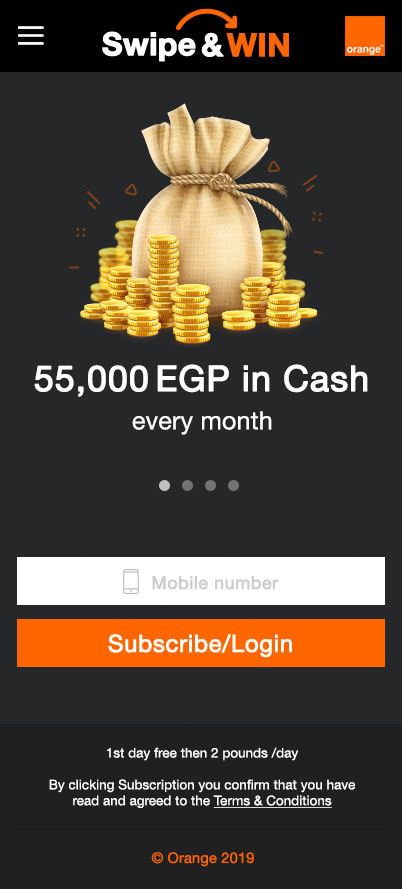 Swipe & WIN
orange™
55,000 EGP in Cash
every month
Mobile number
Subscribe/Login
1st day free then 2 pounds /day
By clicking Subscription you confirm that you have
read and agreed to the Terms & Conditions
© Orange 2019